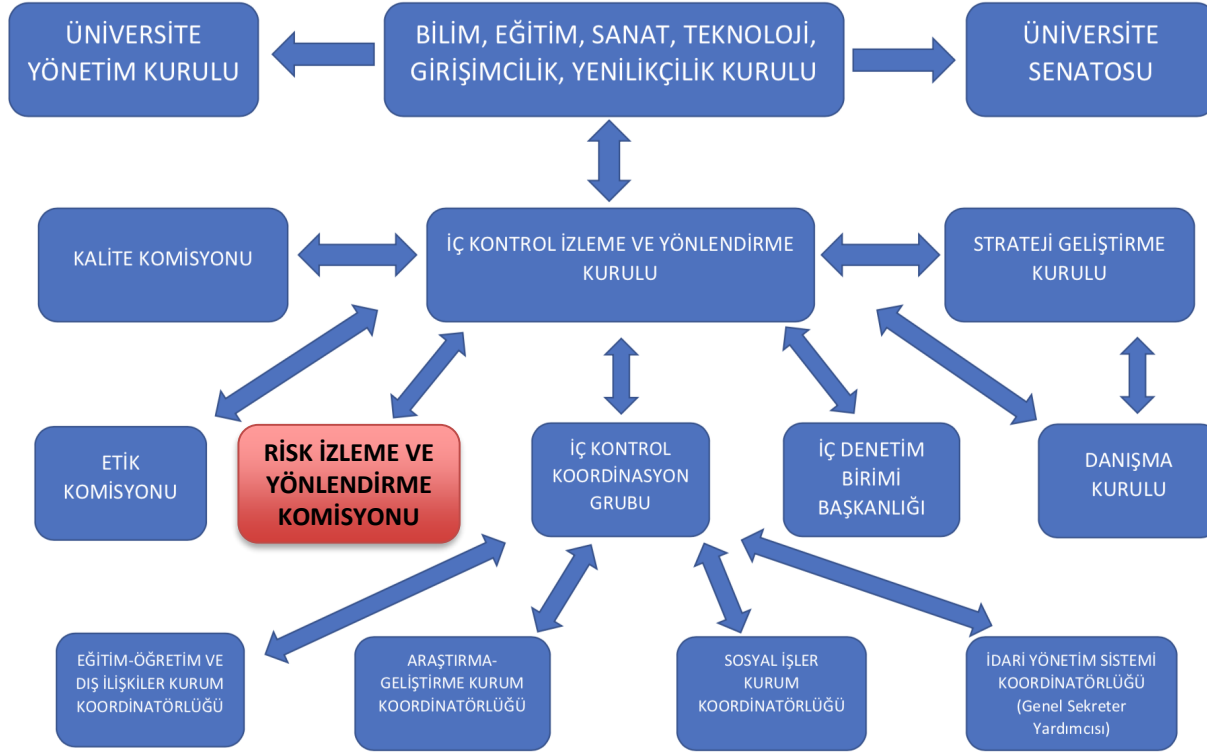 ÜNİVERSİTE
YÖNETİM KURULU
BİLİM, EĞİTİM, SANAT, TEKNOLOJİ,
GİRİŞİMCİLİK, YENİLİKÇİLİK KURULU
ÜNİVERSİTE
SENATOSU
KALİTE KOMİSYONU
İÇ KONTROL İZLEME VE YÖNLENDİRME
KURULU
STRATEJİ GELİŞTİRME
KURULU
ETİK
KOMİSYONU
RİSK İZLEME VE
YÖNLENDİRME
KOMİSYONU
İÇ KONTROL
KOORDİNASYON
GRUBU
İÇ DENETİM
BİRİMİ
BAŞKANLIĞI
DANIŞMA
KURULU
EĞİTİM-ÖĞRETİM VE
DIŞ İLİŞKİLER KURUM
KOORDİNATÖRLÜĞÜ
ARAŞTIRMA-
GELİŞTİRME KURUM
KOORDİNATÖRLÜĞÜ
SOSYAL İŞLER
KURUM
KOORDİNATÖRLÜĞÜ
İDARİ YÖNETİM SİSTEMİ
KOORDİNATÖRLÜĞÜ
(Genel Sekreter
Yardımcısı)